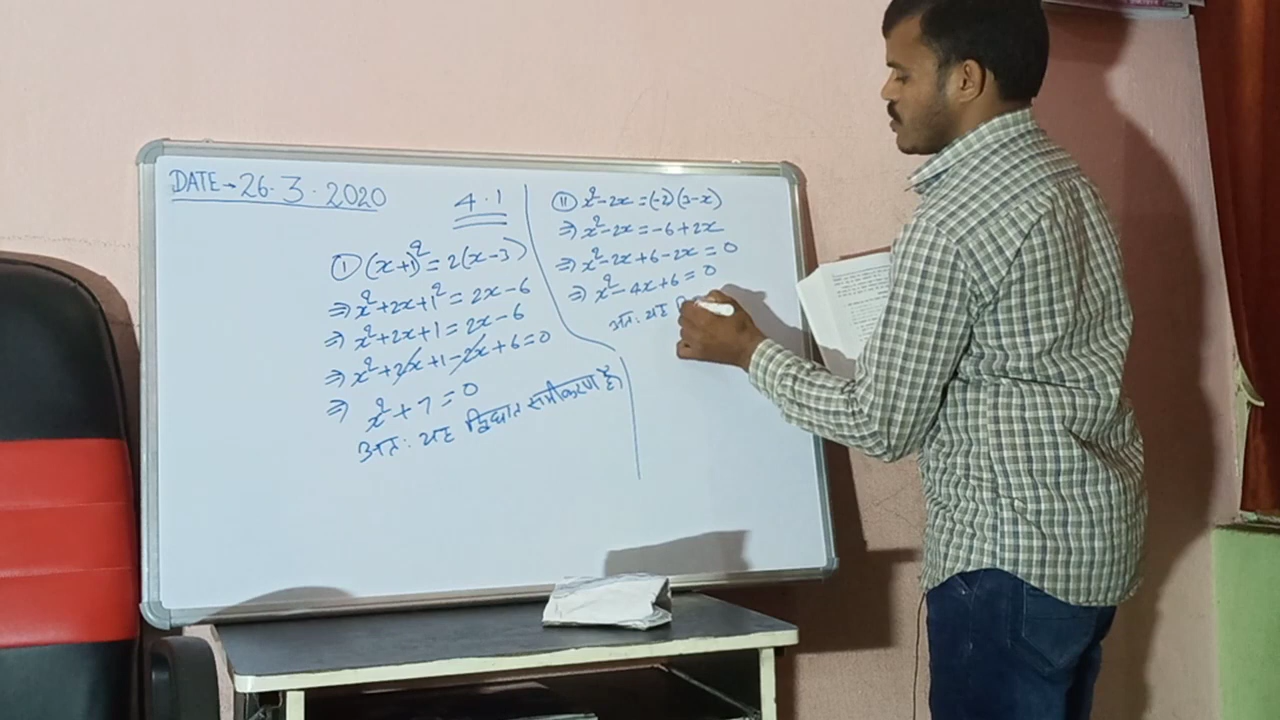 DATE → 26.3.2020
4.1
① (x+1)² = 2(x-3)
⇒ x²+2x+1² = 2x-6
⇒ x²+2x+1 = 2x-6
⇒ x²+2x+1-2x+6=0
⇒ x²+7=0
अतः यह द्विघात समीकरण है।
⑪ x²-2x=(-2)(3-x)
⇒ x²-2x=-6+2x
⇒ x²-2x+6-2x=0
⇒ x²-4x+6=0
अतः यह